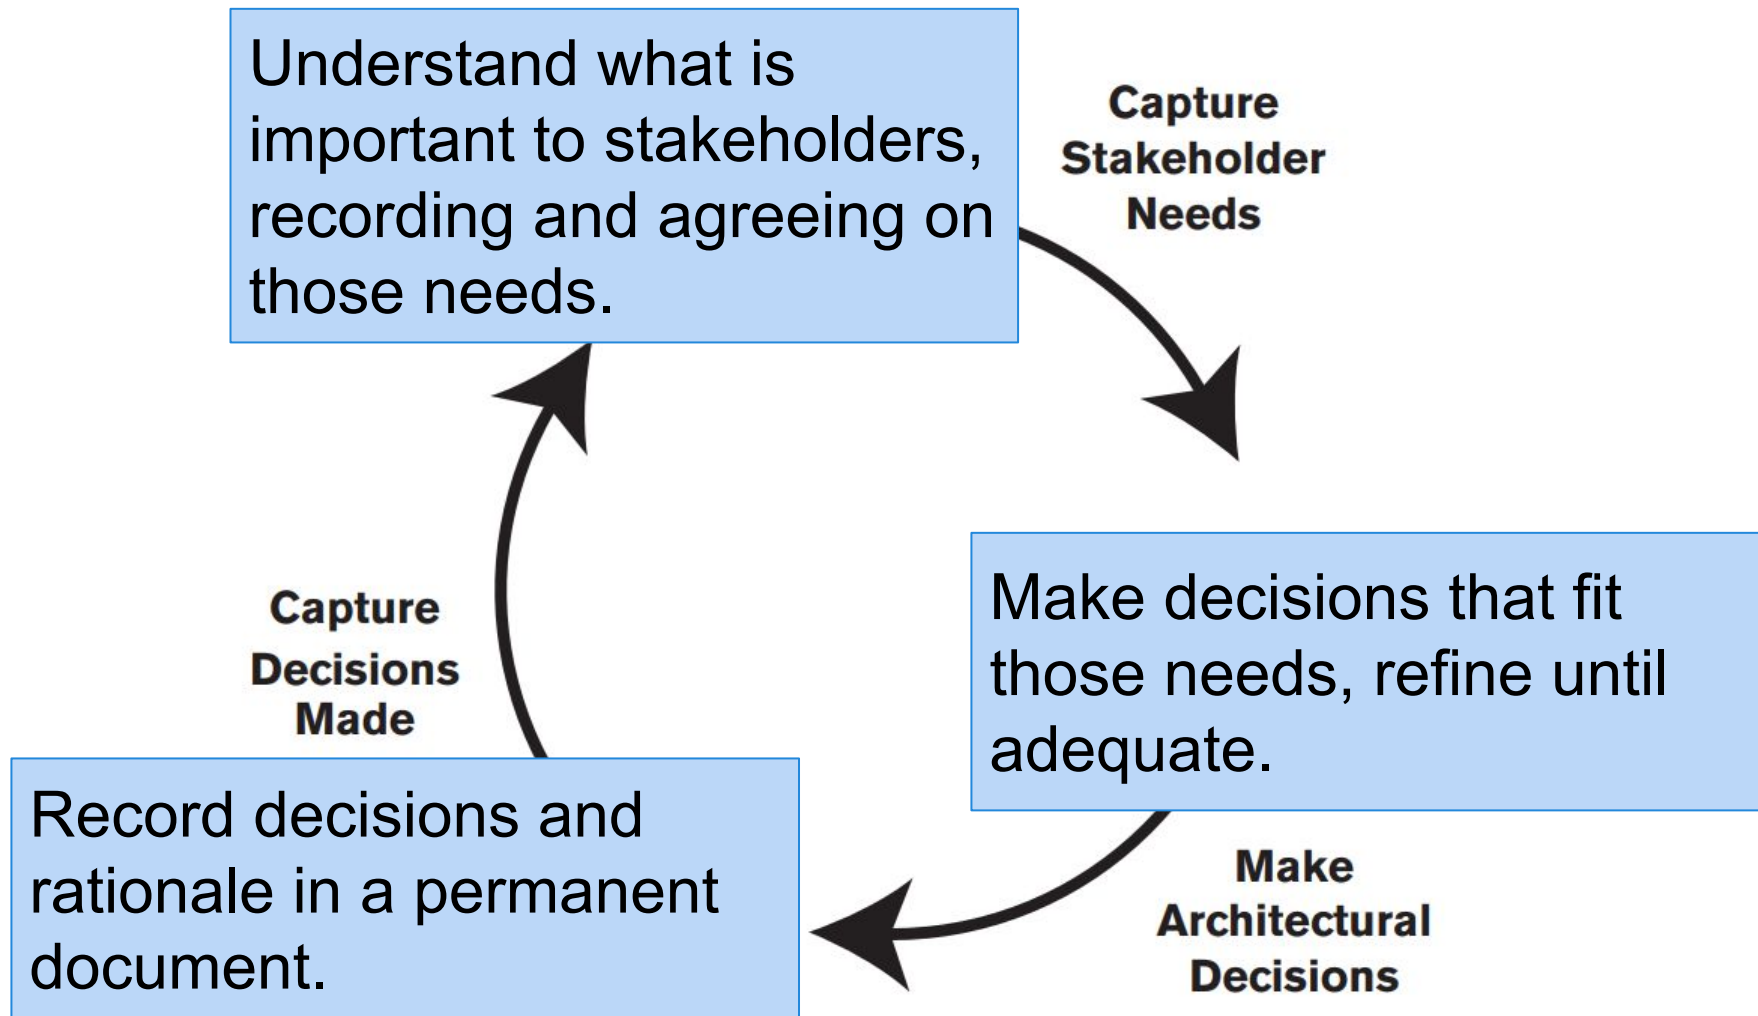 Understand what is
important to stakeholders,
recording and agreeing on
those needs.
Capture
Stakeholder
Needs
Make decisions that fit
those needs, refine until
adequate.
Make
Architectural
Decisions
Record decisions and
rationale in a permanent
document.
Capture
Decisions
Made